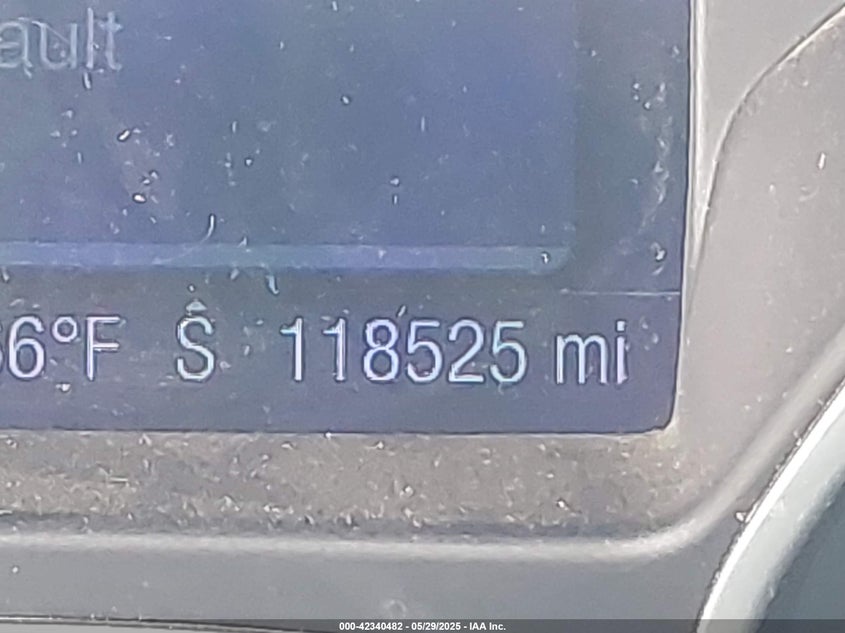 ault
6°F S 118525 mi
000-42340482 - 05/29/2025 - IAA Inc.